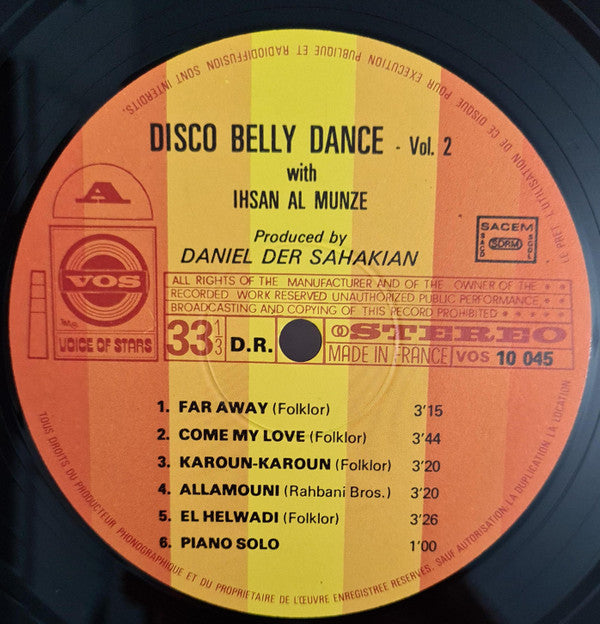 DISCO BELLY DANCE - Vol. 2
with
IHSAN AL MUNZE
Produced by
DANIEL DER SAHAKIAN
A
SACEM
SACD
SDRM
SGDL
VOS
VOICE OF STARS
ALL RIGHTS OF THE MANUFACTURER AND OF THE OWNER OF THE
RECORDED WORK RESERVED UNAUTHORIZED PUBLIC PERFORMANCE
BROADCASTING AND COPYING OF THIS RECORD PROHIBITED
33 1/3 D.R.
STEREO
MADE IN FRANCE VOS 10 045
1. FAR AWAY (Folklor) 3'15
2. COME MY LOVE (Folklor) 3'44
3. KAROUN-KAROUN (Folklor) 3'20
4. ALLAMOUNI (Rahbani Bros.) 3'20
5. EL HELWADI (Folklor) 3'26
6. PIANO SOLO 1'00
TOUS DROITS DU PRODUCTEUR PHONOGRAPHIQUE ET DU PROPRIETAIRE DE L'ŒUVRE ENREGISTREE RESERVES, SAUF AUTORISATION LA DUPLICATION LA LOCATION
LE PRET L'UTILISATION DE CE DISQUE POUR EXECUTION PUBLIQUE ET RADIODIFFUSION SONT INTERDITS.